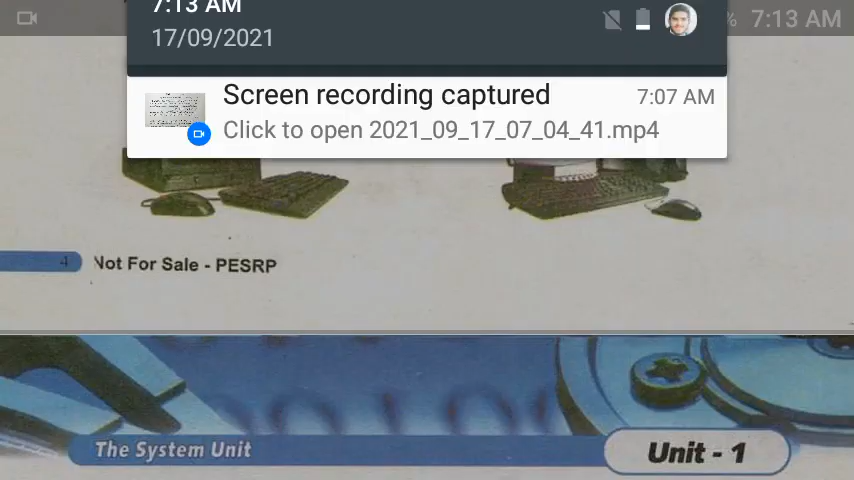 7:13 AM
17/09/2021
% 7:13 AM
Screen recording captured
7:07 AM
Click to open 2021_09_17_07_04_41.mp4
4 Not For Sale - PESRP
The System Unit
Unit - 1